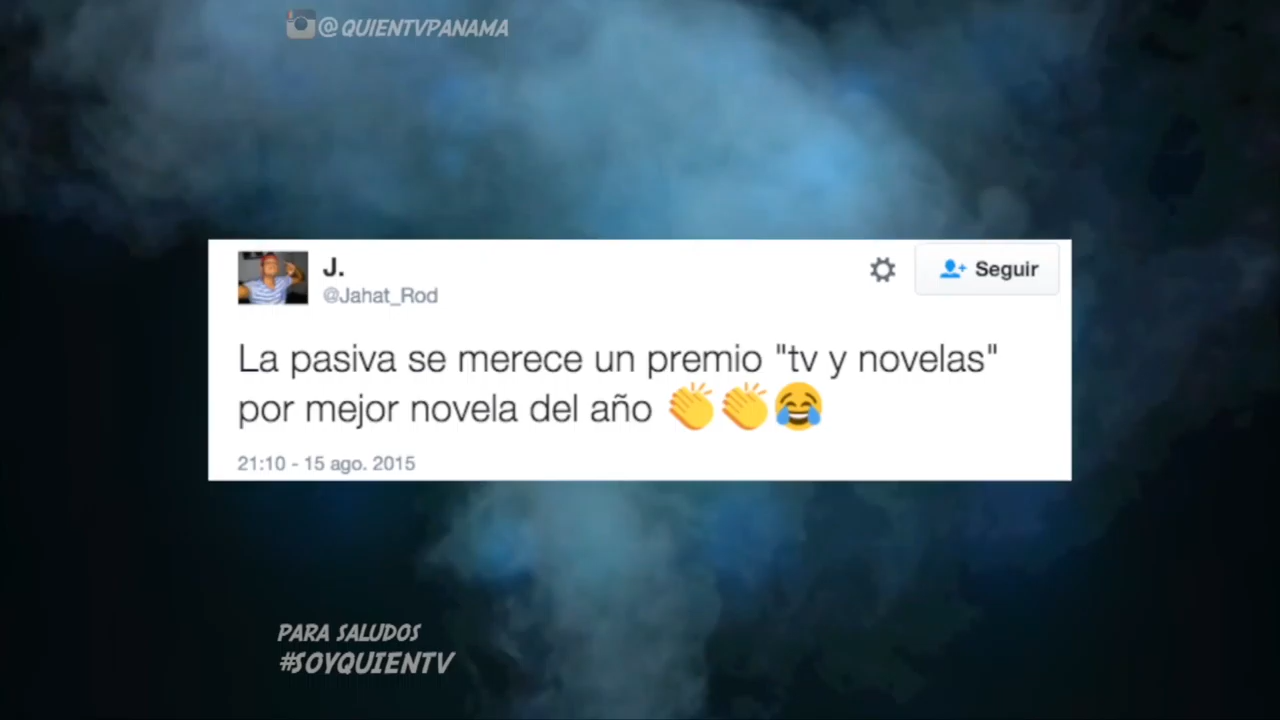 @QUIENTVPANAMA
J.
@Jahat_Rod
Seguir
La pasiva se merece un premio "tv y novelas"
por mejor novela del año 👏👏😂
21:10 - 15 ago. 2015
PARA SALUDOS
#SOYQUIENTV